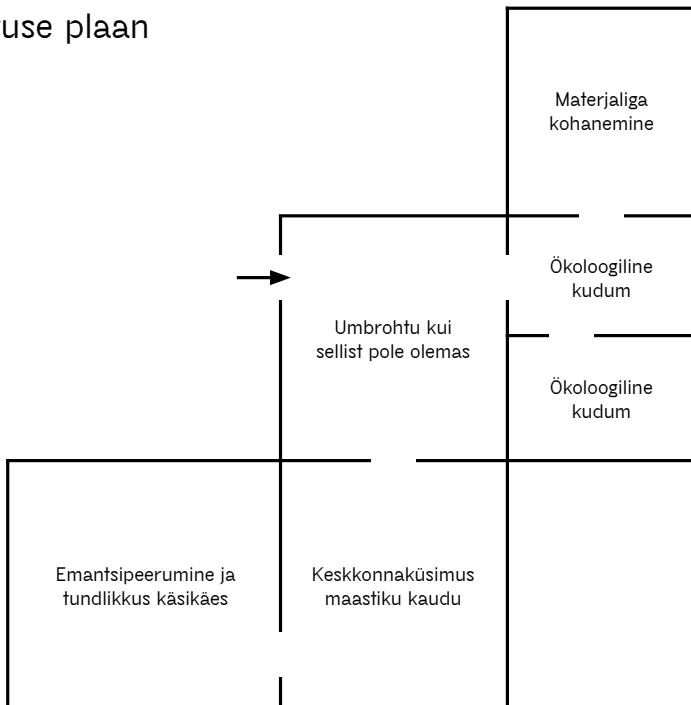 use plaan
Materjaliga
kohanemine
Ökoloogiline
kudum
Umbrohtu kui
sellist pole olemas
Ökoloogiline
kudum
Emantsipeerumine ja
tundlikkus käsikäes
Keskkonnaküsimus
maastiku kaudu